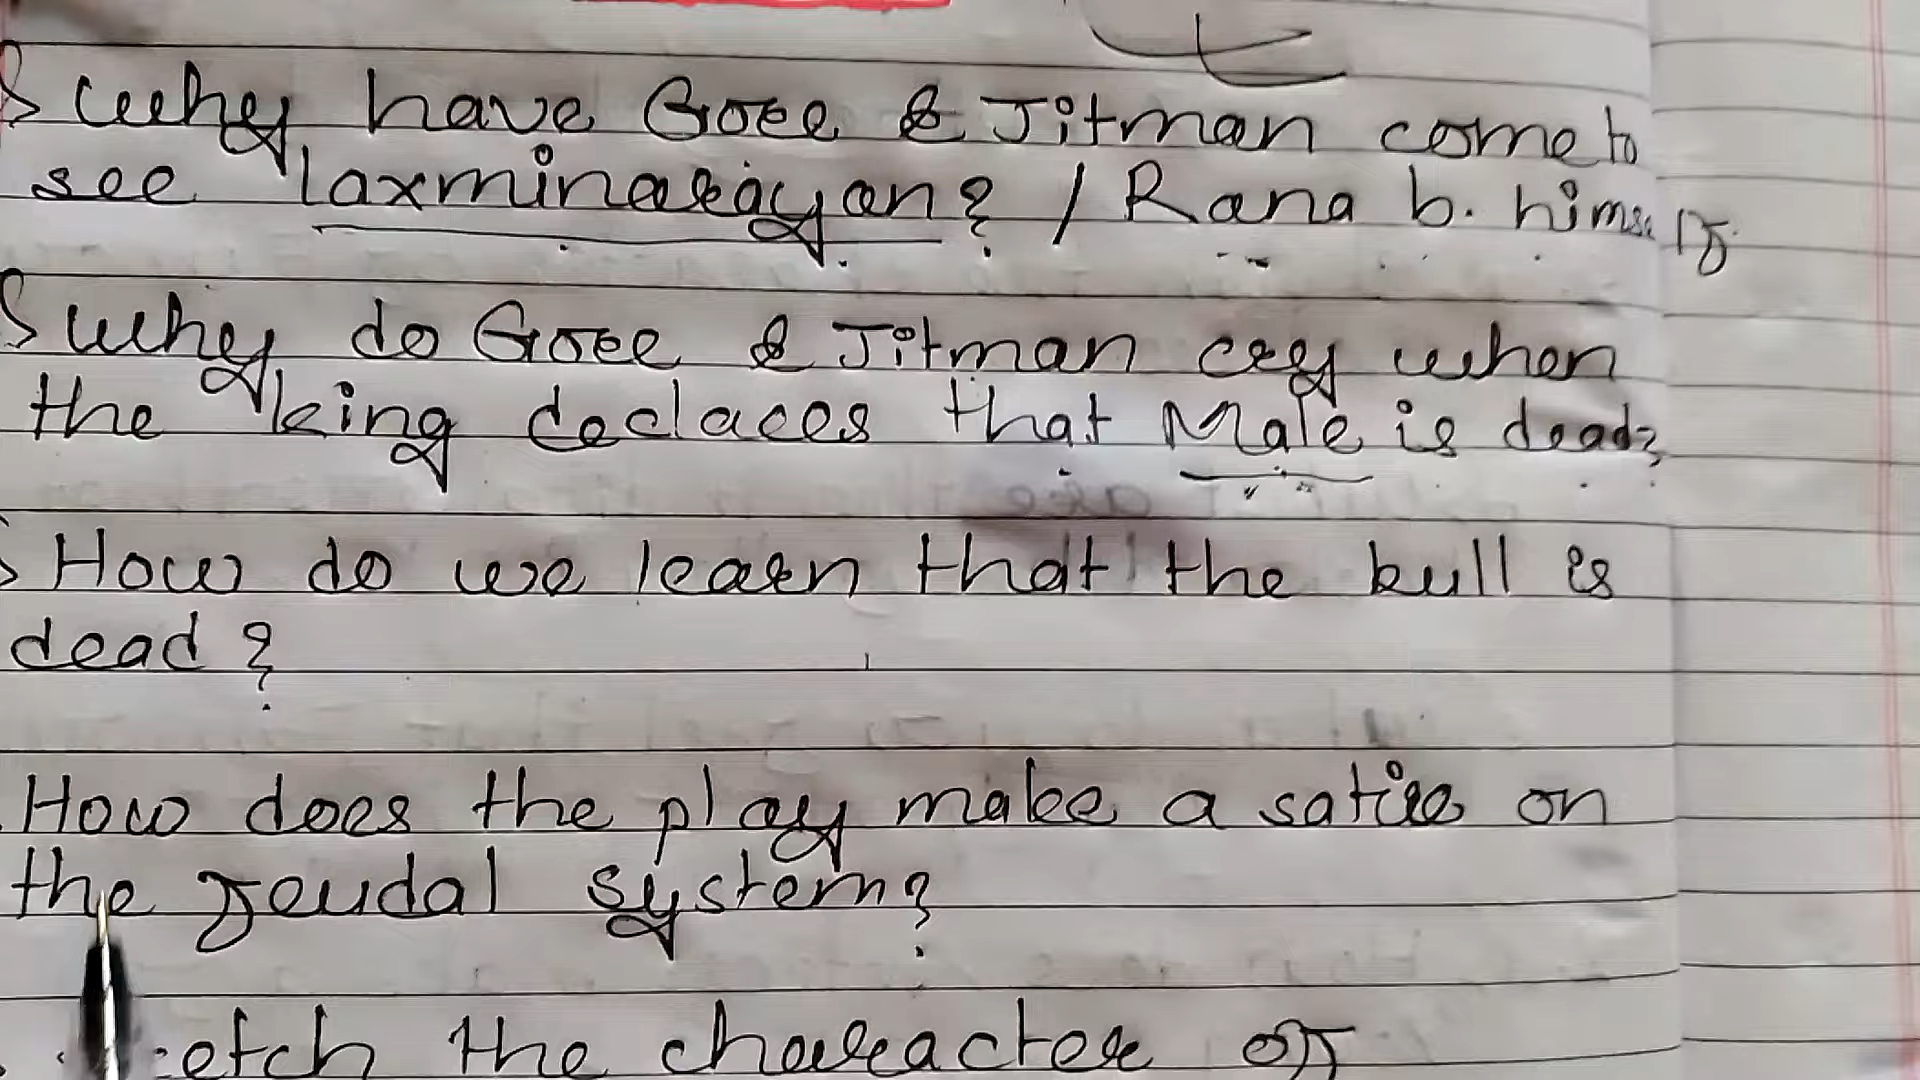 Why have Gore & Jitman come to
see laxminarayan? / Rana b. himself
Why do Gore & Jitman cry when
the king declares that Male is dead?
How do we learn that the bull is
dead?
How does the play make a satire on
the feudal system?
the character of